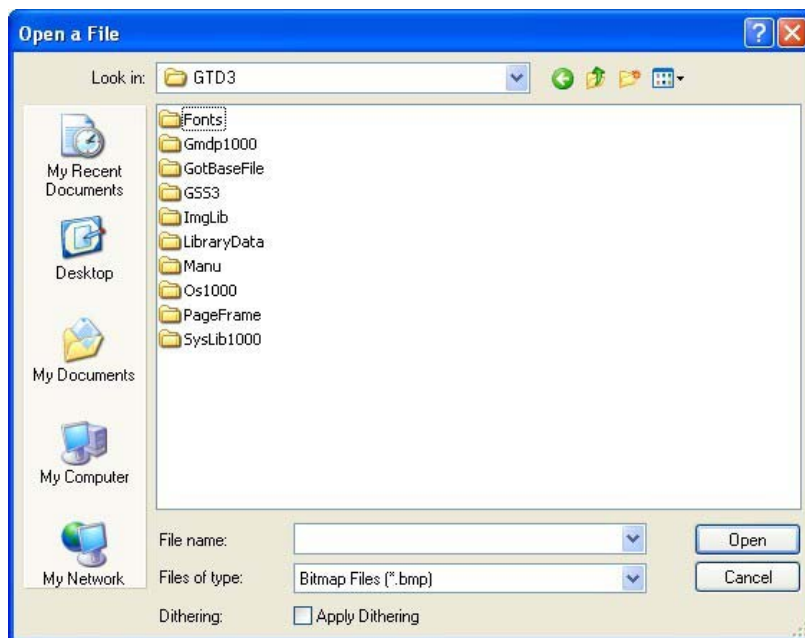 Open a File
Look in: GTD3
My Recent
Documents
Desktop
My Documents
My Computer
My Network
Fonts
Gmdp1000
GotBaseFile
GSS3
ImgLib
LibraryData
Manu
Os1000
PageFrame
SysLib1000
File name:
Open
Files of type: Bitmap Files (*.bmp)
Cancel
Dithering: Apply Dithering